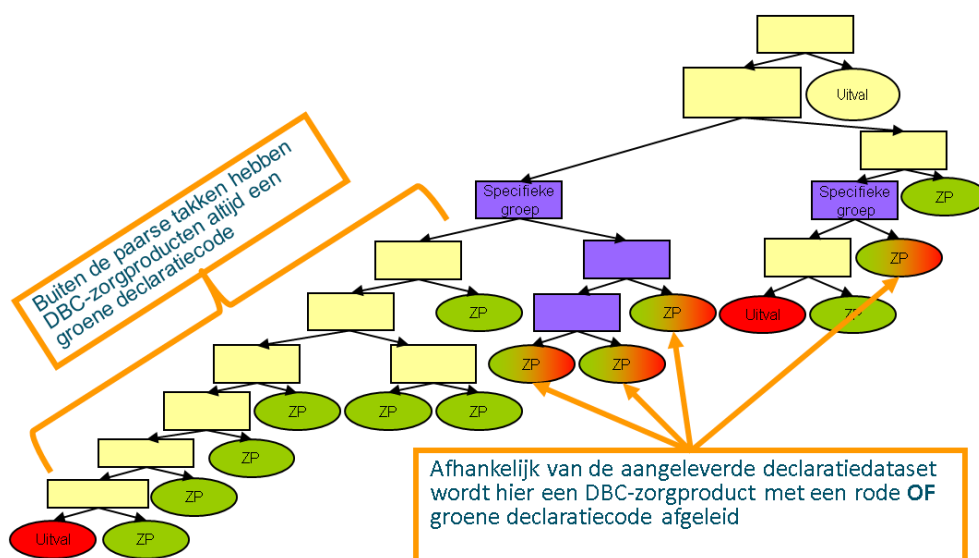 Uitval
Specifieke
groep
Specifieke
groep
ZP
Buiten de paarse takken hebben
DBC-zorgproducten altijd een
groene declaratiecode
ZP
ZP
ZP
Uitval
ZP
ZP
ZP
ZP
ZP
ZP
ZP
ZP
Uitval
ZP
Afhankelijk van de aangeleverde declaratiedataset
wordt hier een DBC-zorgproduct met een rode OF
groene declaratiecode afgeleid